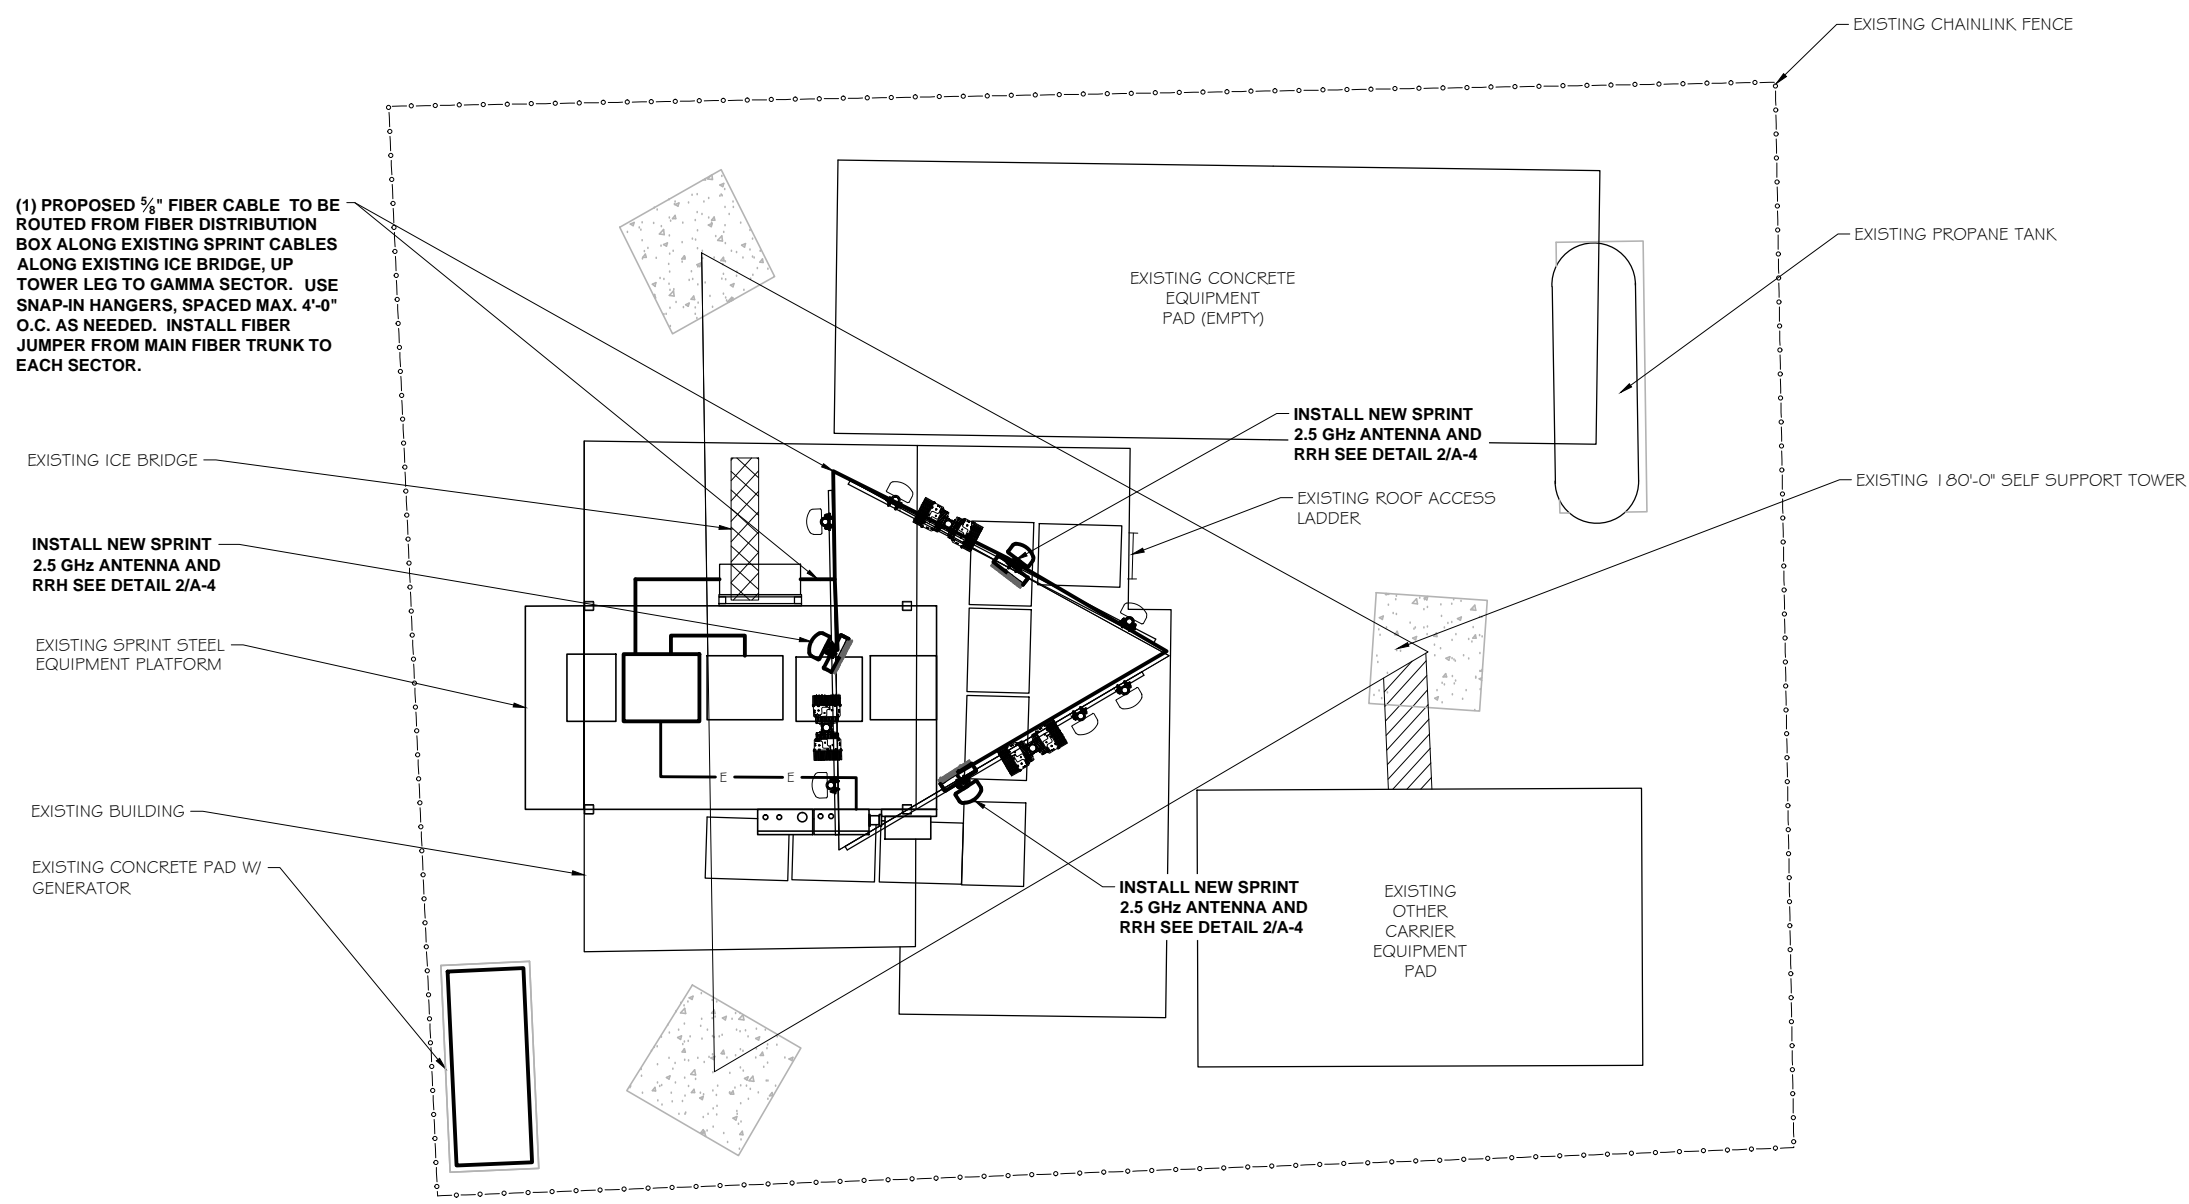 EXISTING CHAINLINK FENCE
(1) PROPOSED 5/8" FIBER CABLE TO BE
ROUTED FROM FIBER DISTRIBUTION
BOX ALONG EXISTING SPRINT CABLES
ALONG EXISTING ICE BRIDGE, UP
TOWER LEG TO GAMMA SECTOR. USE
SNAP-IN HANGERS, SPACED MAX. 4'-0"
O.C. AS NEEDED. INSTALL FIBER
JUMPER FROM MAIN FIBER TRUNK TO
EACH SECTOR.
EXISTING PROPANE TANK
EXISTING CONCRETE
EQUIPMENT
PAD (EMPTY)
INSTALL NEW SPRINT
2.5 GHz ANTENNA AND
RRH SEE DETAIL 2/A-4
EXISTING ICE BRIDGE
EXISTING 180'-0" SELF SUPPORT TOWER
EXISTING ROOF ACCESS
LADDER
INSTALL NEW SPRINT
2.5 GHz ANTENNA AND
RRH SEE DETAIL 2/A-4
EXISTING SPRINT STEEL
EQUIPMENT PLATFORM
E E
EXISTING BUILDING
EXISTING CONCRETE PAD W/
GENERATOR
INSTALL NEW SPRINT
2.5 GHz ANTENNA AND
RRH SEE DETAIL 2/A-4
EXISTING
OTHER
CARRIER
EQUIPMENT
PAD